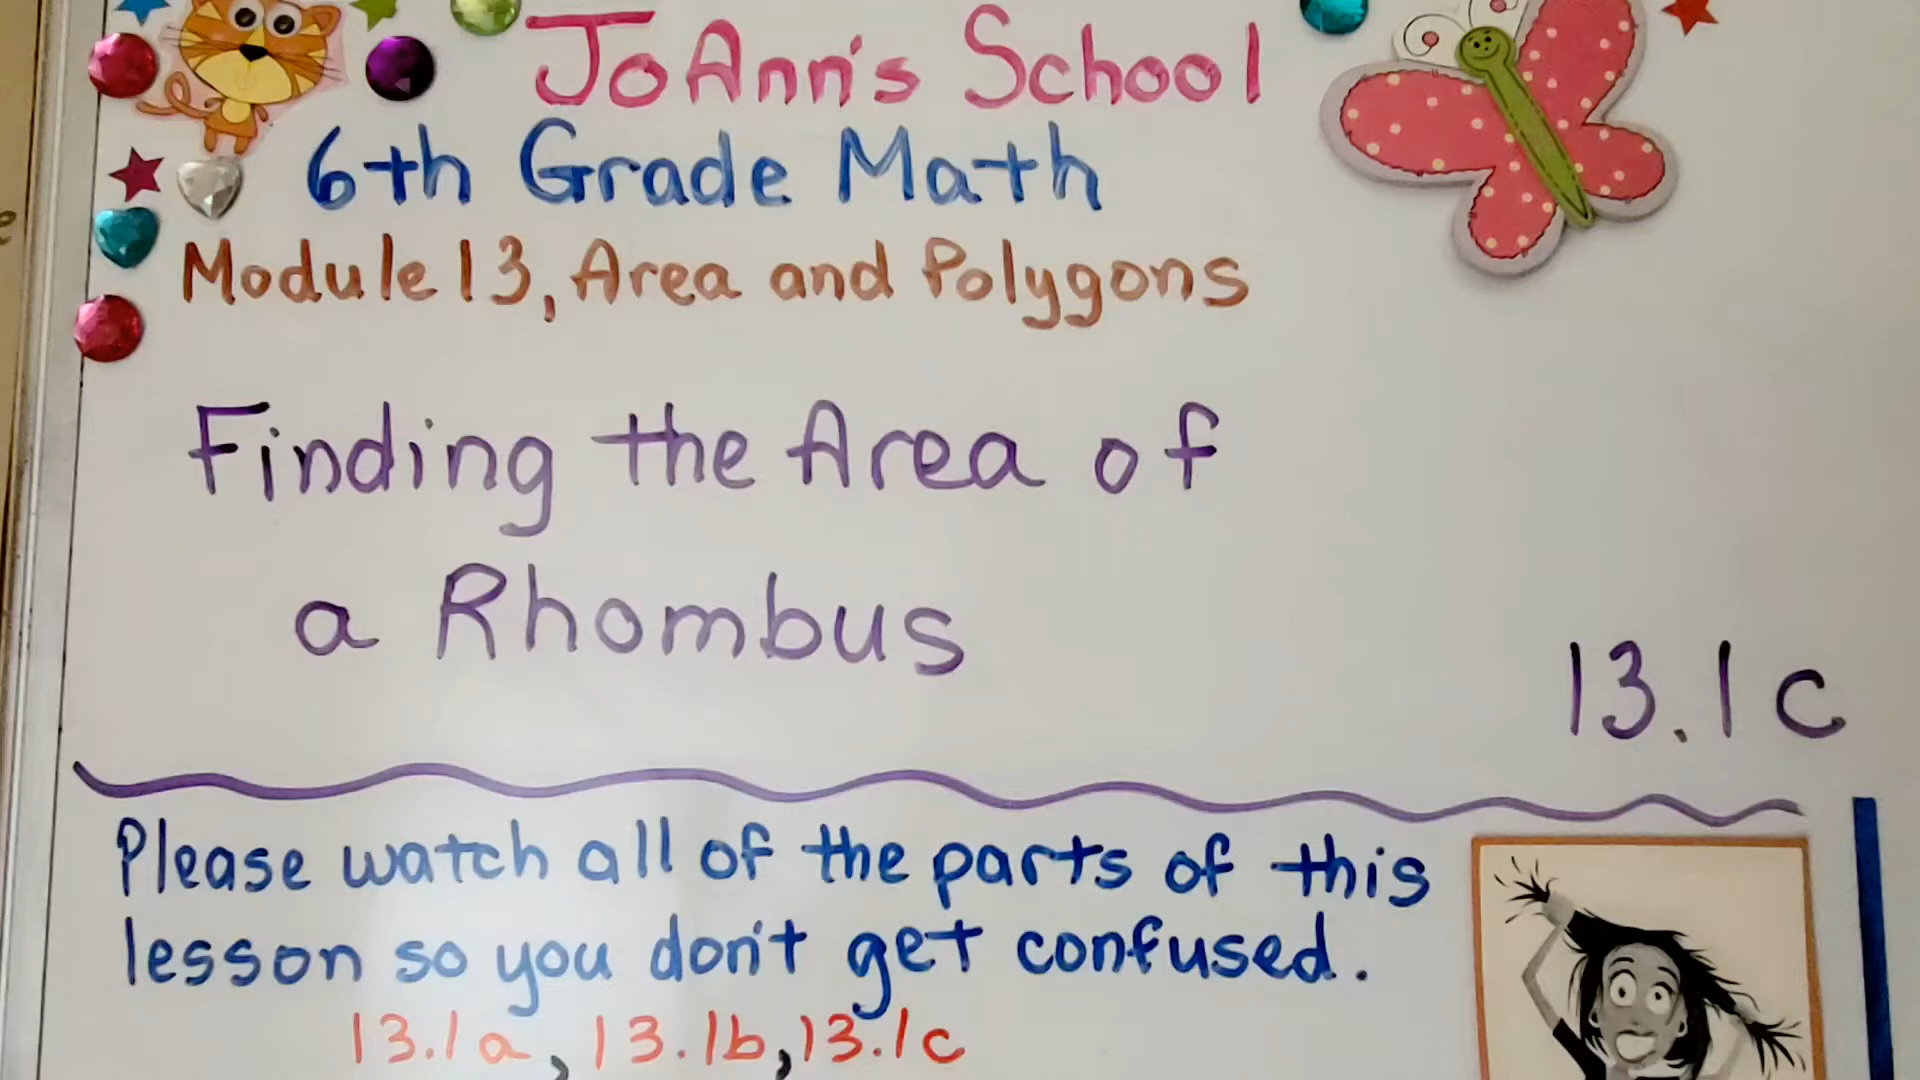 JoAnn's School
6th Grade Math
Module 13, Area and Polygons
Finding the Area of
a Rhombus
13.1c
Please watch all of the parts of this
lesson so you don't get confused.
13.1a, 13.1b, 13.1c